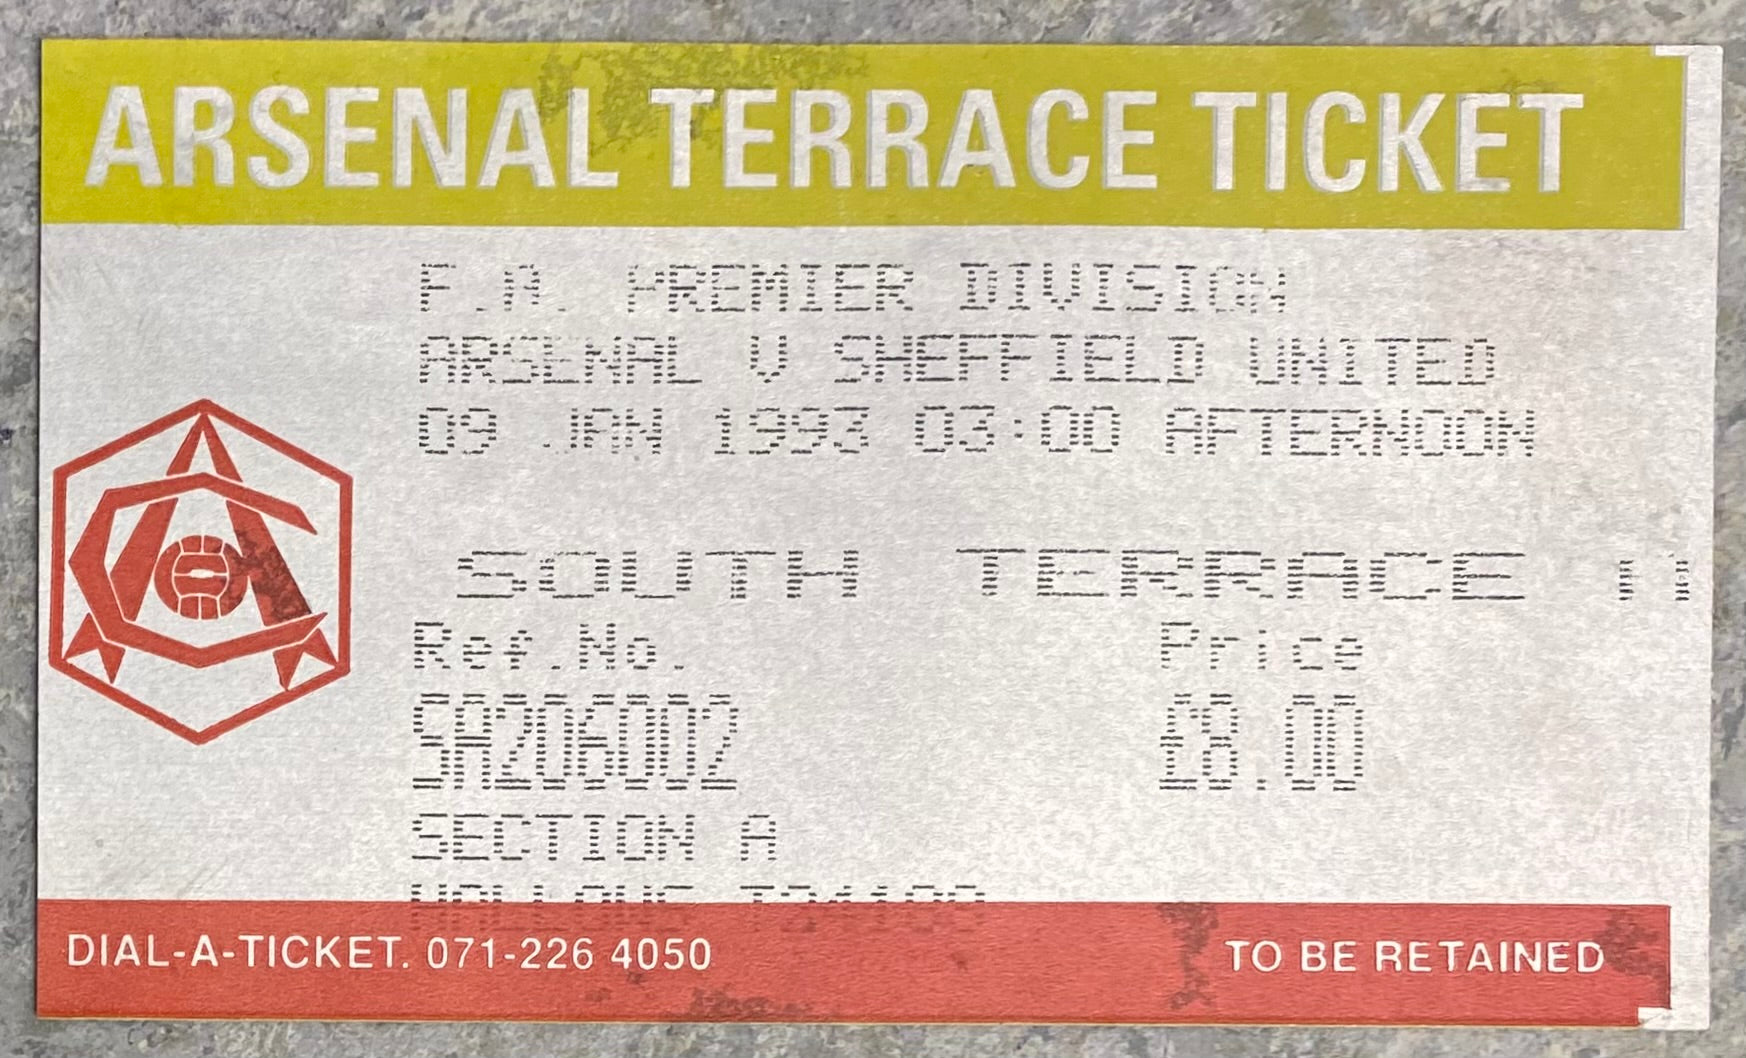 ARSENAL TERRACE TICKET
F.A. PREMIER DIVISION
ARSENAL V SHEFFIELD UNITED
09 JAN 1993 03:00 AFTERNOON
SOUTH TERRACE
Ref.No. Price
SA206002 £8.00
SECTION A
DIAL-A-TICKET. 071-226 4050 TO BE RETAINED